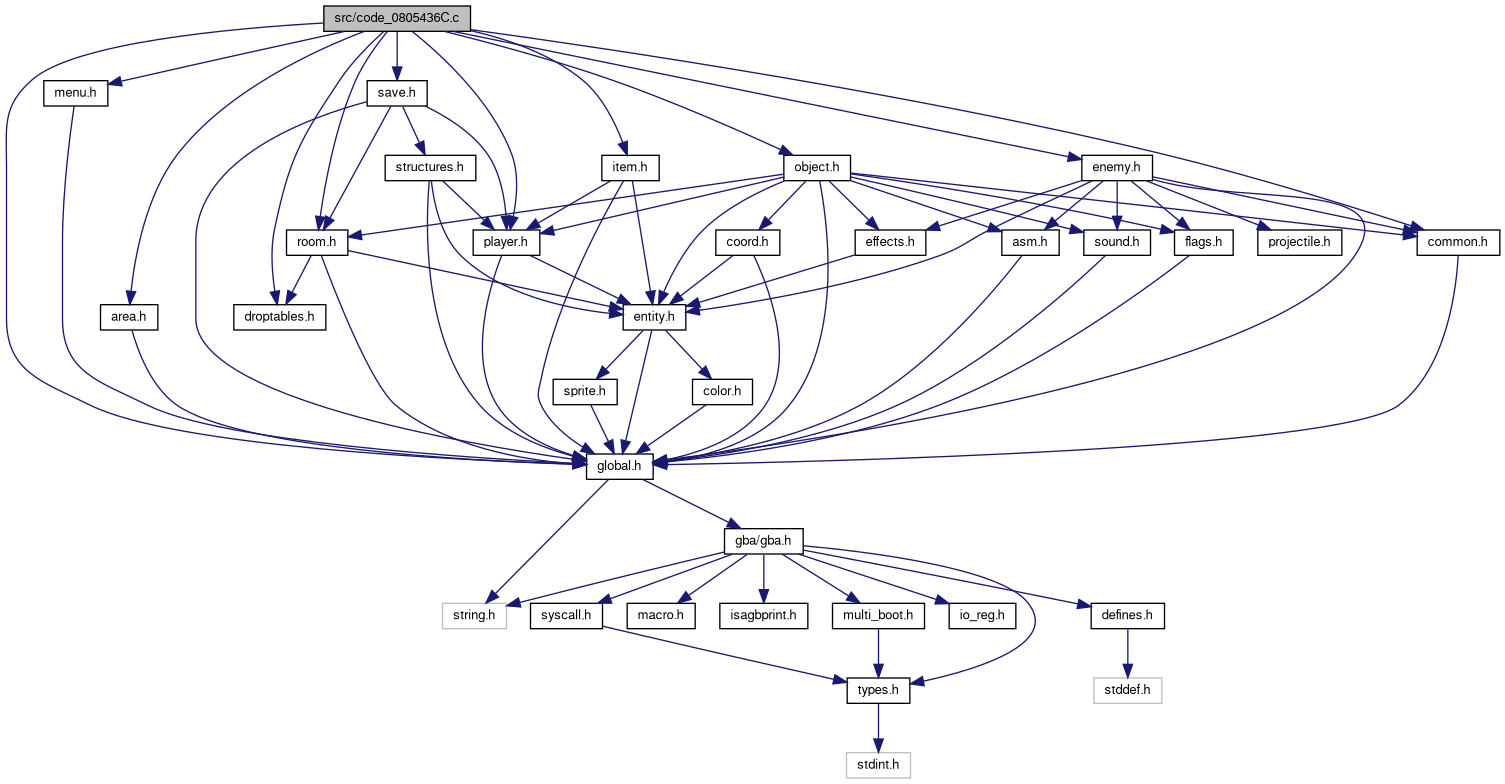 src/code_0805436C.c
menu.h
save.h
structures.h
item.h
object.h
enemy.h
room.h
player.h
coord.h
effects.h
asm.h
sound.h
flags.h
projectile.h
common.h
area.h
droptables.h
entity.h
sprite.h
color.h
global.h
gba/gba.h
string.h
syscall.h
macro.h
isagbprint.h
multi_boot.h
io_reg.h
defines.h
types.h
stddef.h
stdint.h